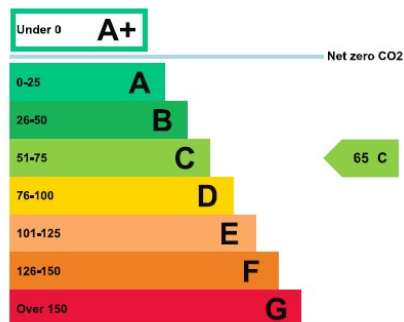 Under 0 A+
Net zero CO2
0-25 A
26-50 B
51-75 C
65 C
76-100 D
101-125 E
126-150 F
Over 150 G